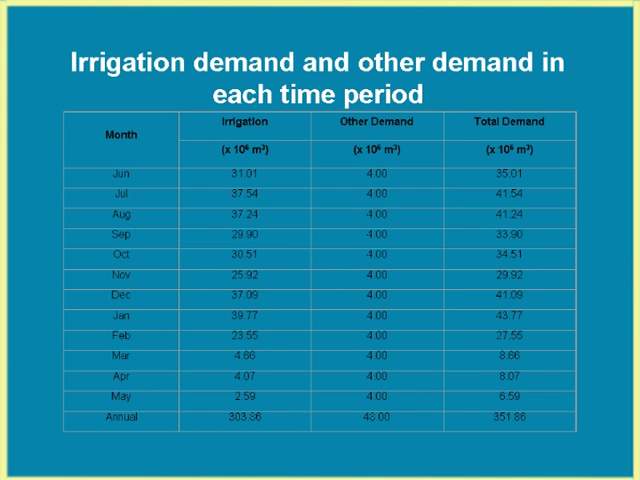 Irrigation demand and other demand in
each time period
Month Irrigation Other Demand Total Demand
(x 10⁶ m³) (x 10⁶ m³) (x 10⁶ m³)
Jun 31.01 4.00 35.01
Jul 37.54 4.00 41.54
Aug 37.24 4.00 41.24
Sep 29.90 4.00 33.90
Oct 30.51 4.00 34.51
Nov 25.92 4.00 29.92
Dec 37.09 4.00 41.09
Jan 39.77 4.00 43.77
Feb 23.55 4.00 27.55
Mar 4.66 4.00 8.66
Apr 4.07 4.00 8.07
May 2.59 4.00 6.59
Annual 303.86 48.00 351.86